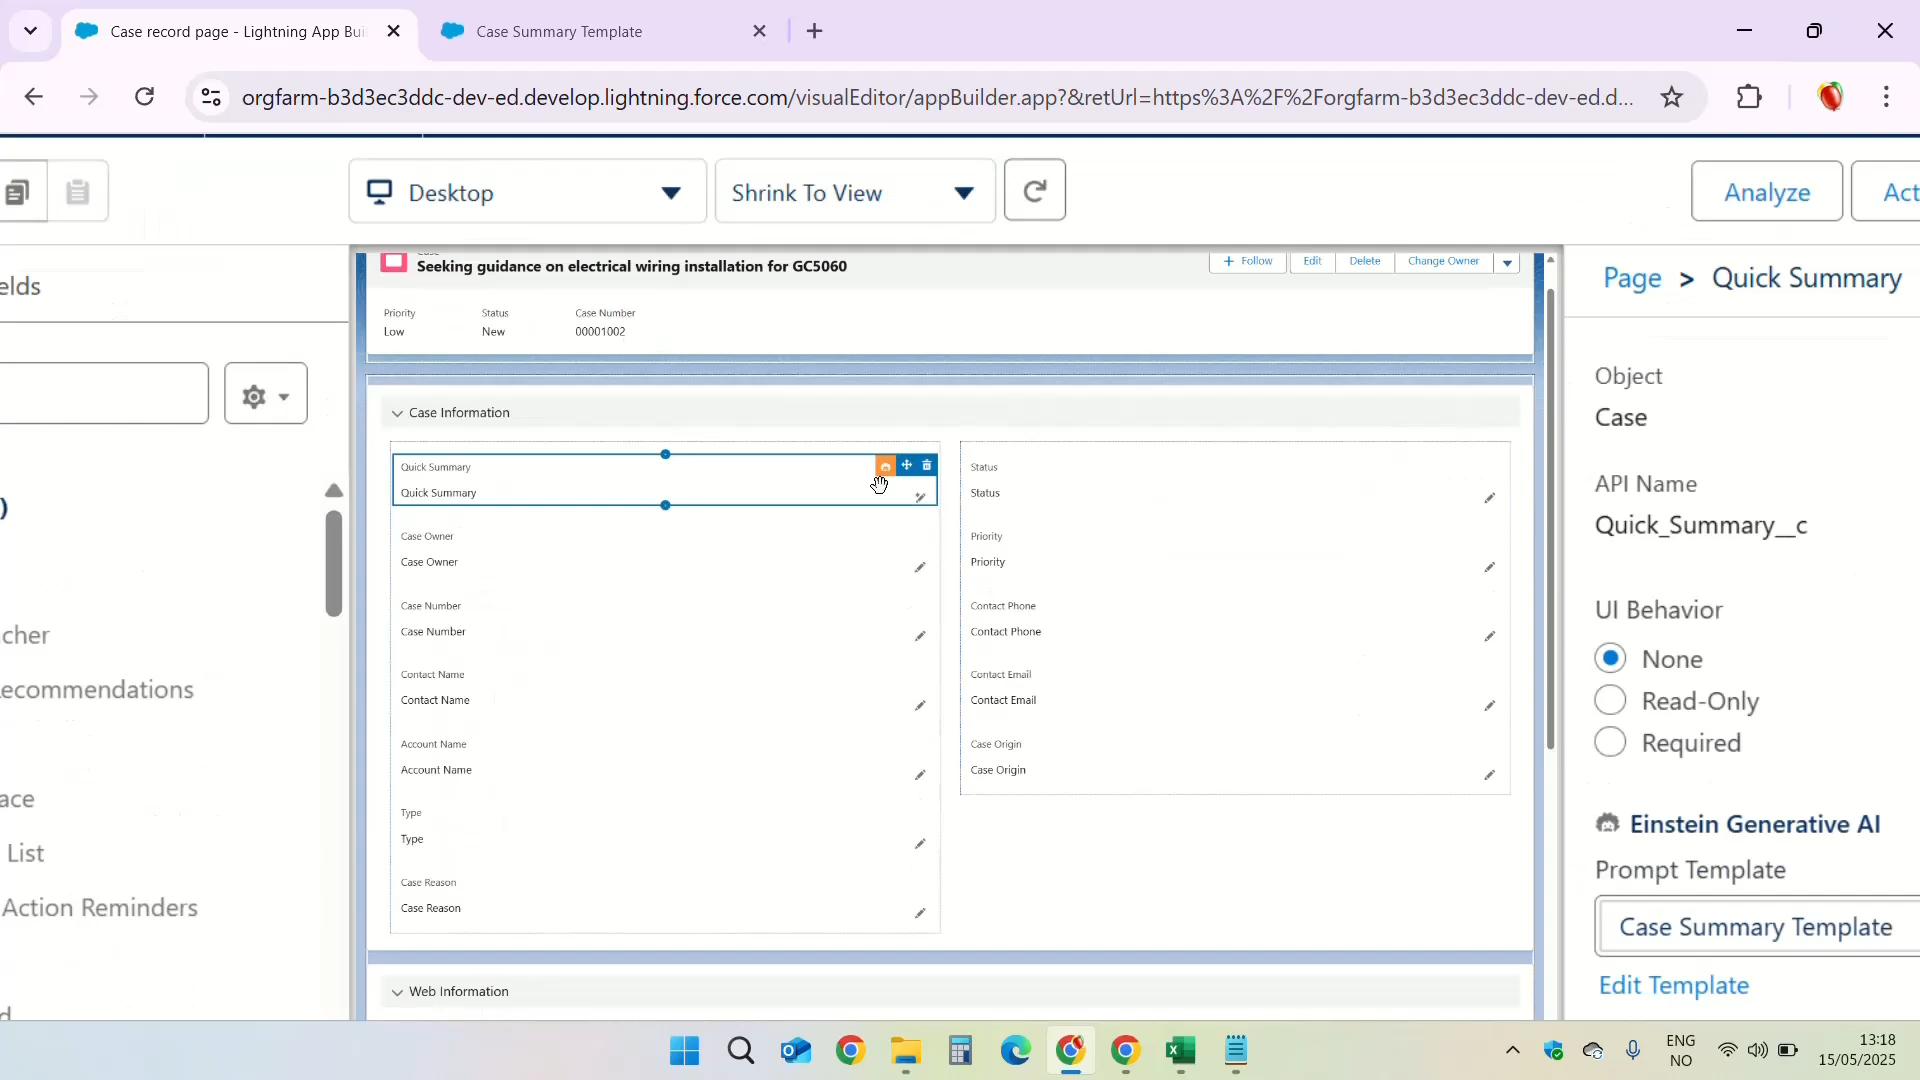 Case record page - Lightning App Bui
Case Summary Template
orgfarm-b3d3ec3ddc-dev-ed.develop.lightning.force.com/visualEditor/appBuilder.app?&retUrl=https%3A%2F%2Forgfarm-b3d3ec3ddc-dev-ed.d...
Desktop
Shrink To View
Analyze
Act
elds
Seeking guidance on electrical wiring installation for GC5060
+ Follow
Edit
Delete
Change Owner
Page > Quick Summary
Priority
Status
Case Number
Low
New
00001002
Object
Case
Case Information
Quick Summary
Quick Summary
Status
Status
API Name
Quick_Summary__c
)
Case Owner
Case Owner
Priority
Priority
UI Behavior
None
Read-Only
Required
cher
ecommendations
Case Number
Case Number
Contact Phone
Contact Phone
Contact Name
Contact Name
Contact Email
Contact Email
Account Name
Account Name
Case Origin
Case Origin
ace
List
Action Reminders
Type
Type
Einstein Generative AI
Prompt Template
Case Summary Template
Edit Template
Case Reason
Case Reason
Web Information
ENG
NO
13:18
15/05/2025